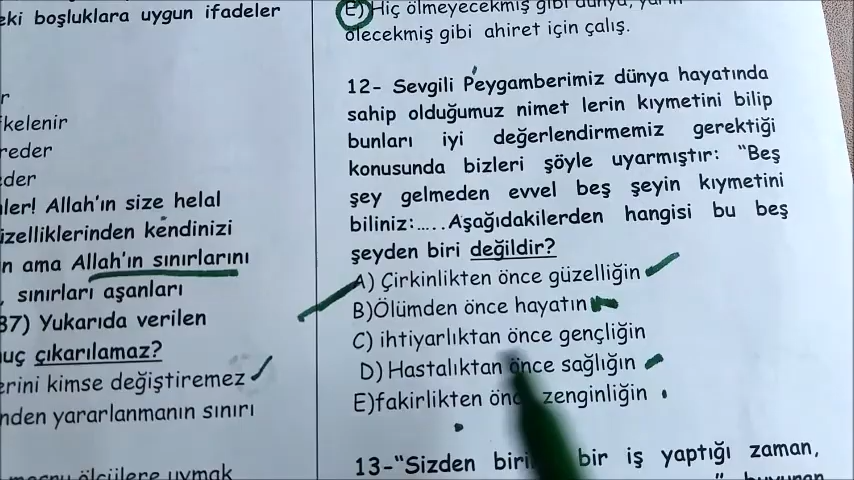 eki boşluklara uygun ifadeler
r
kelenir
reder
der
ler! Allah'ın size helal
izelliklerinden kendinizi
n ama Allah'ın sınırlarını
, sınırları aşanları
87) Yukarıda verilen
uç çıkarılamaz?
erini kimse değiştiremez
nden yararlanmanın sınırı
ölçülere uymak
E) Hiç ölmeyecekmiş gibi dünya,
ölecekmiş gibi ahiret için çalış.
12- Sevgili Peygamberimiz dünya hayatında
sahip olduğumuz nimet lerin kıymetini bilip
bunları iyi değerlendirmemiz gerektiği
konusunda bizleri şöyle uyarmıştır: “Beş
şey gelmeden evvel beş şeyin kıymetini
biliniz:..... Aşağıdakilerden hangisi bu beş
şeyden biri değildir?
A) Çirkinlikten önce güzelliğin
B)Ölümden önce hayatın
C) ihtiyarlıktan önce gençliğin
D) Hastalıktan önce sağlığın
E)fakirlikten önce zenginliğin
13-“Sizden bir iş yaptığı zaman,